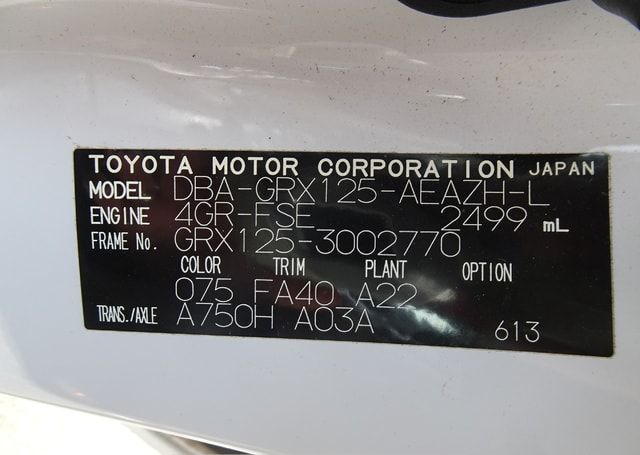 TOYOTA MOTOR CORPORATION JAPAN
MODEL DBA-GRX125-AEAZH-L
ENGINE 4GR-FSE 2499 mL
FRAME No. GRX125-3002770
COLOR TRIM PLANT OPTION
075 FA40 A22
TRANS./AXLE A750H A03A 613